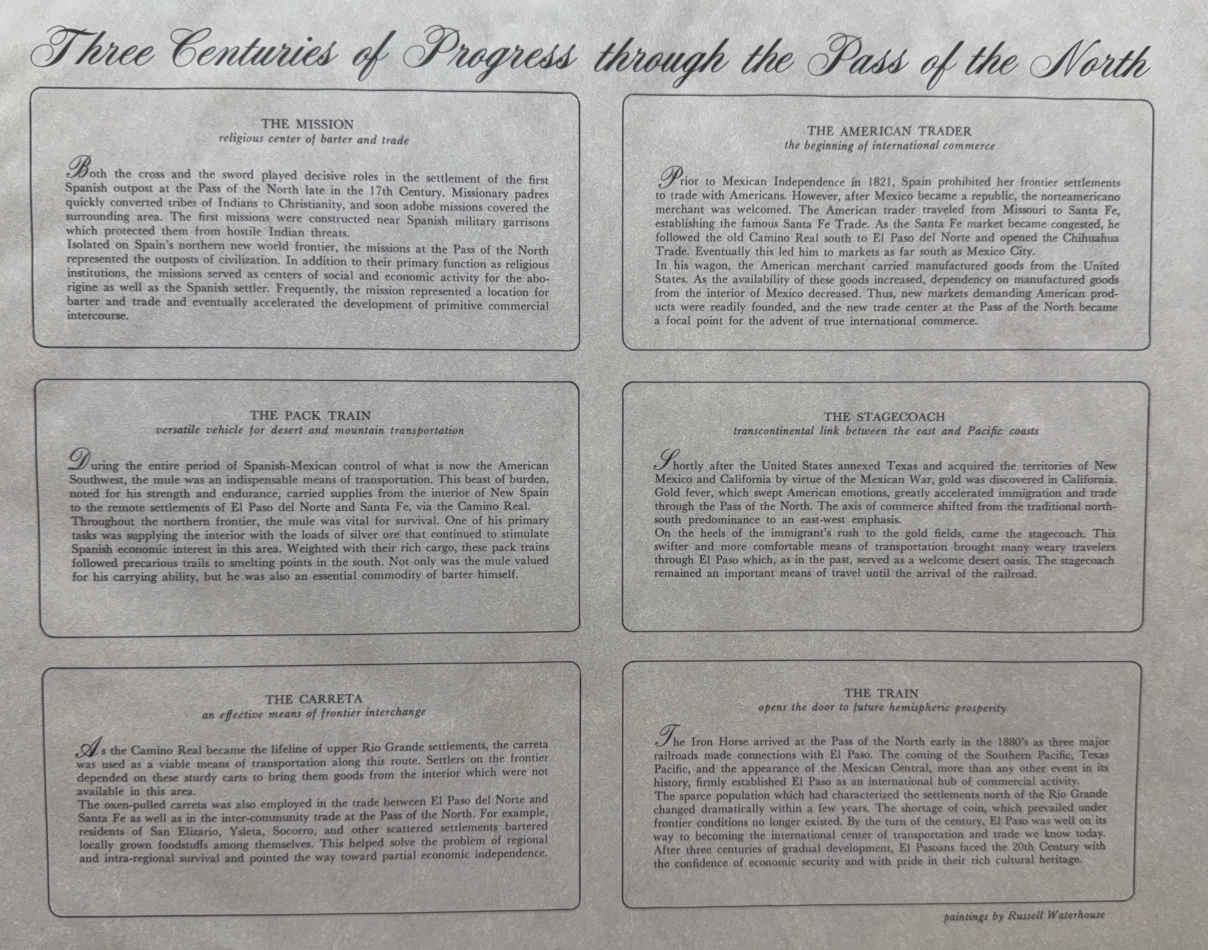 Three Centuries of Progress through the Pass of the North
THE MISSION
religious center of barter and trade
Both the cross and the sword played decisive roles in the settlement of the first
Spanish outpost at the Pass of the North late in the 17th Century. Missionary padres
quickly converted tribes of Indians to Christianity, and soon adobe missions covered the
surrounding area. The first missions were constructed near Spanish military garrisons
which protected them from hostile Indian threats.
Isolated on Spain's northern new world frontier, the missions at the Pass of the North
represented the outposts of civilization. In addition to their primary function as religious
institutions, the missions served as centers of social and economic activity for the abo-
rigine as well as the Spanish settler. Frequently, the mission represented a location for
barter and trade and eventually accelerated the development of primitive commercial
intercourse.
THE PACK TRAIN
versatile vehicle for desert and mountain transportation
During the entire period of Spanish-Mexican control of what is now the American
Southwest, the mule was an indispensable means of transportation. This beast of burden,
noted for his strength and endurance, carried supplies from the interior of New Spain
to the remote settlements of El Paso del Norte and Santa Fe, via the Camino Real.
Throughout the northern frontier, the mule was vital for survival. One of his primary
tasks was supplying the interior with the loads of silver ore that continued to stimulate
Spanish economic interest in this area. Weighted with their rich cargo, these pack trains
followed precarious trails to smelting points in the south. Not only was the mule valued
for his carrying ability, but he was also an essential commodity of barter himself.
THE CARRETA
an effective means of frontier interchange
As the Camino Real became the lifeline of upper Rio Grande settlements, the carreta
was used as a viable means of transportation along this route. Settlers on the frontier
depended on these sturdy carts to bring them goods from the interior which were not
available in this area.
The oxen-pulled carreta was also employed in the trade between El Paso del Norte and
Santa Fe as well as in the inter-community trade at the Pass of the North. For example,
residents of San Elizario, Ysleta, Socorro, and other scattered settlements bartered
locally grown foodstuffs among themselves. This helped solve the problem of regional
and intra-regional survival and pointed the way toward partial economic independence.
THE AMERICAN TRADER
the beginning of international commerce
Prior to Mexican Independence in 1821, Spain prohibited her frontier settlements
to trade with Americans. However, after Mexico became a republic, the norteamericano
merchant was welcomed. The American trader traveled from Missouri to Santa Fe,
establishing the famous Santa Fe Trade. As the Santa Fe market became congested, he
followed the old Camino Real south to El Paso del Norte and opened the Chihuahua
Trade. Eventually this led him to markets as far south as Mexico City.
In his wagon, the American merchant carried manufactured goods from the United
States. As the availability of these goods increased, dependency on manufactured goods
from the interior of Mexico decreased. Thus, new markets demanding American prod-
ucts were readily founded, and the new trade center at the Pass of the North became
a focal point for the advent of true international commerce.
THE STAGECOACH
transcontinental link between the east and Pacific coasts
Shortly after the United States annexed Texas and acquired the territories of New
Mexico and California by virtue of the Mexican War, gold was discovered in California.
Gold fever, which swept American emotions, greatly accelerated immigration and trade
through the Pass of the North. The axis of commerce shifted from the traditional north-
south predominance to an east-west emphasis.
On the heels of the immigrant's rush to the gold fields, came the stagecoach. This
swifter and more comfortable means of transportation brought many weary travelers
through El Paso which, as in the past, served as a welcome desert oasis. The stagecoach
remained an important means of travel until the arrival of the railroad.
THE TRAIN
opens the door to future hemispheric prosperity
The Iron Horse arrived at the Pass of the North early in the 1880's as three major
railroads made connections with El Paso. The coming of the Southern Pacific, Texas
Pacific, and the appearance of the Mexican Central, more than any other event in its
history, firmly established El Paso as an international hub of commercial activity.
The sparce population which had characterized the settlements north of the Rio Grande
changed dramatically within a few years. The shortage of coin, which prevailed under
frontier conditions no longer existed. By the turn of the century, El Paso was well on its
way to becoming the international center of transportation and trade we know today.
After three centuries of gradual development, El Pasoans faced the 20th Century with
the confidence of economic security and with pride in their rich cultural heritage.
paintings by Russell Waterhouse